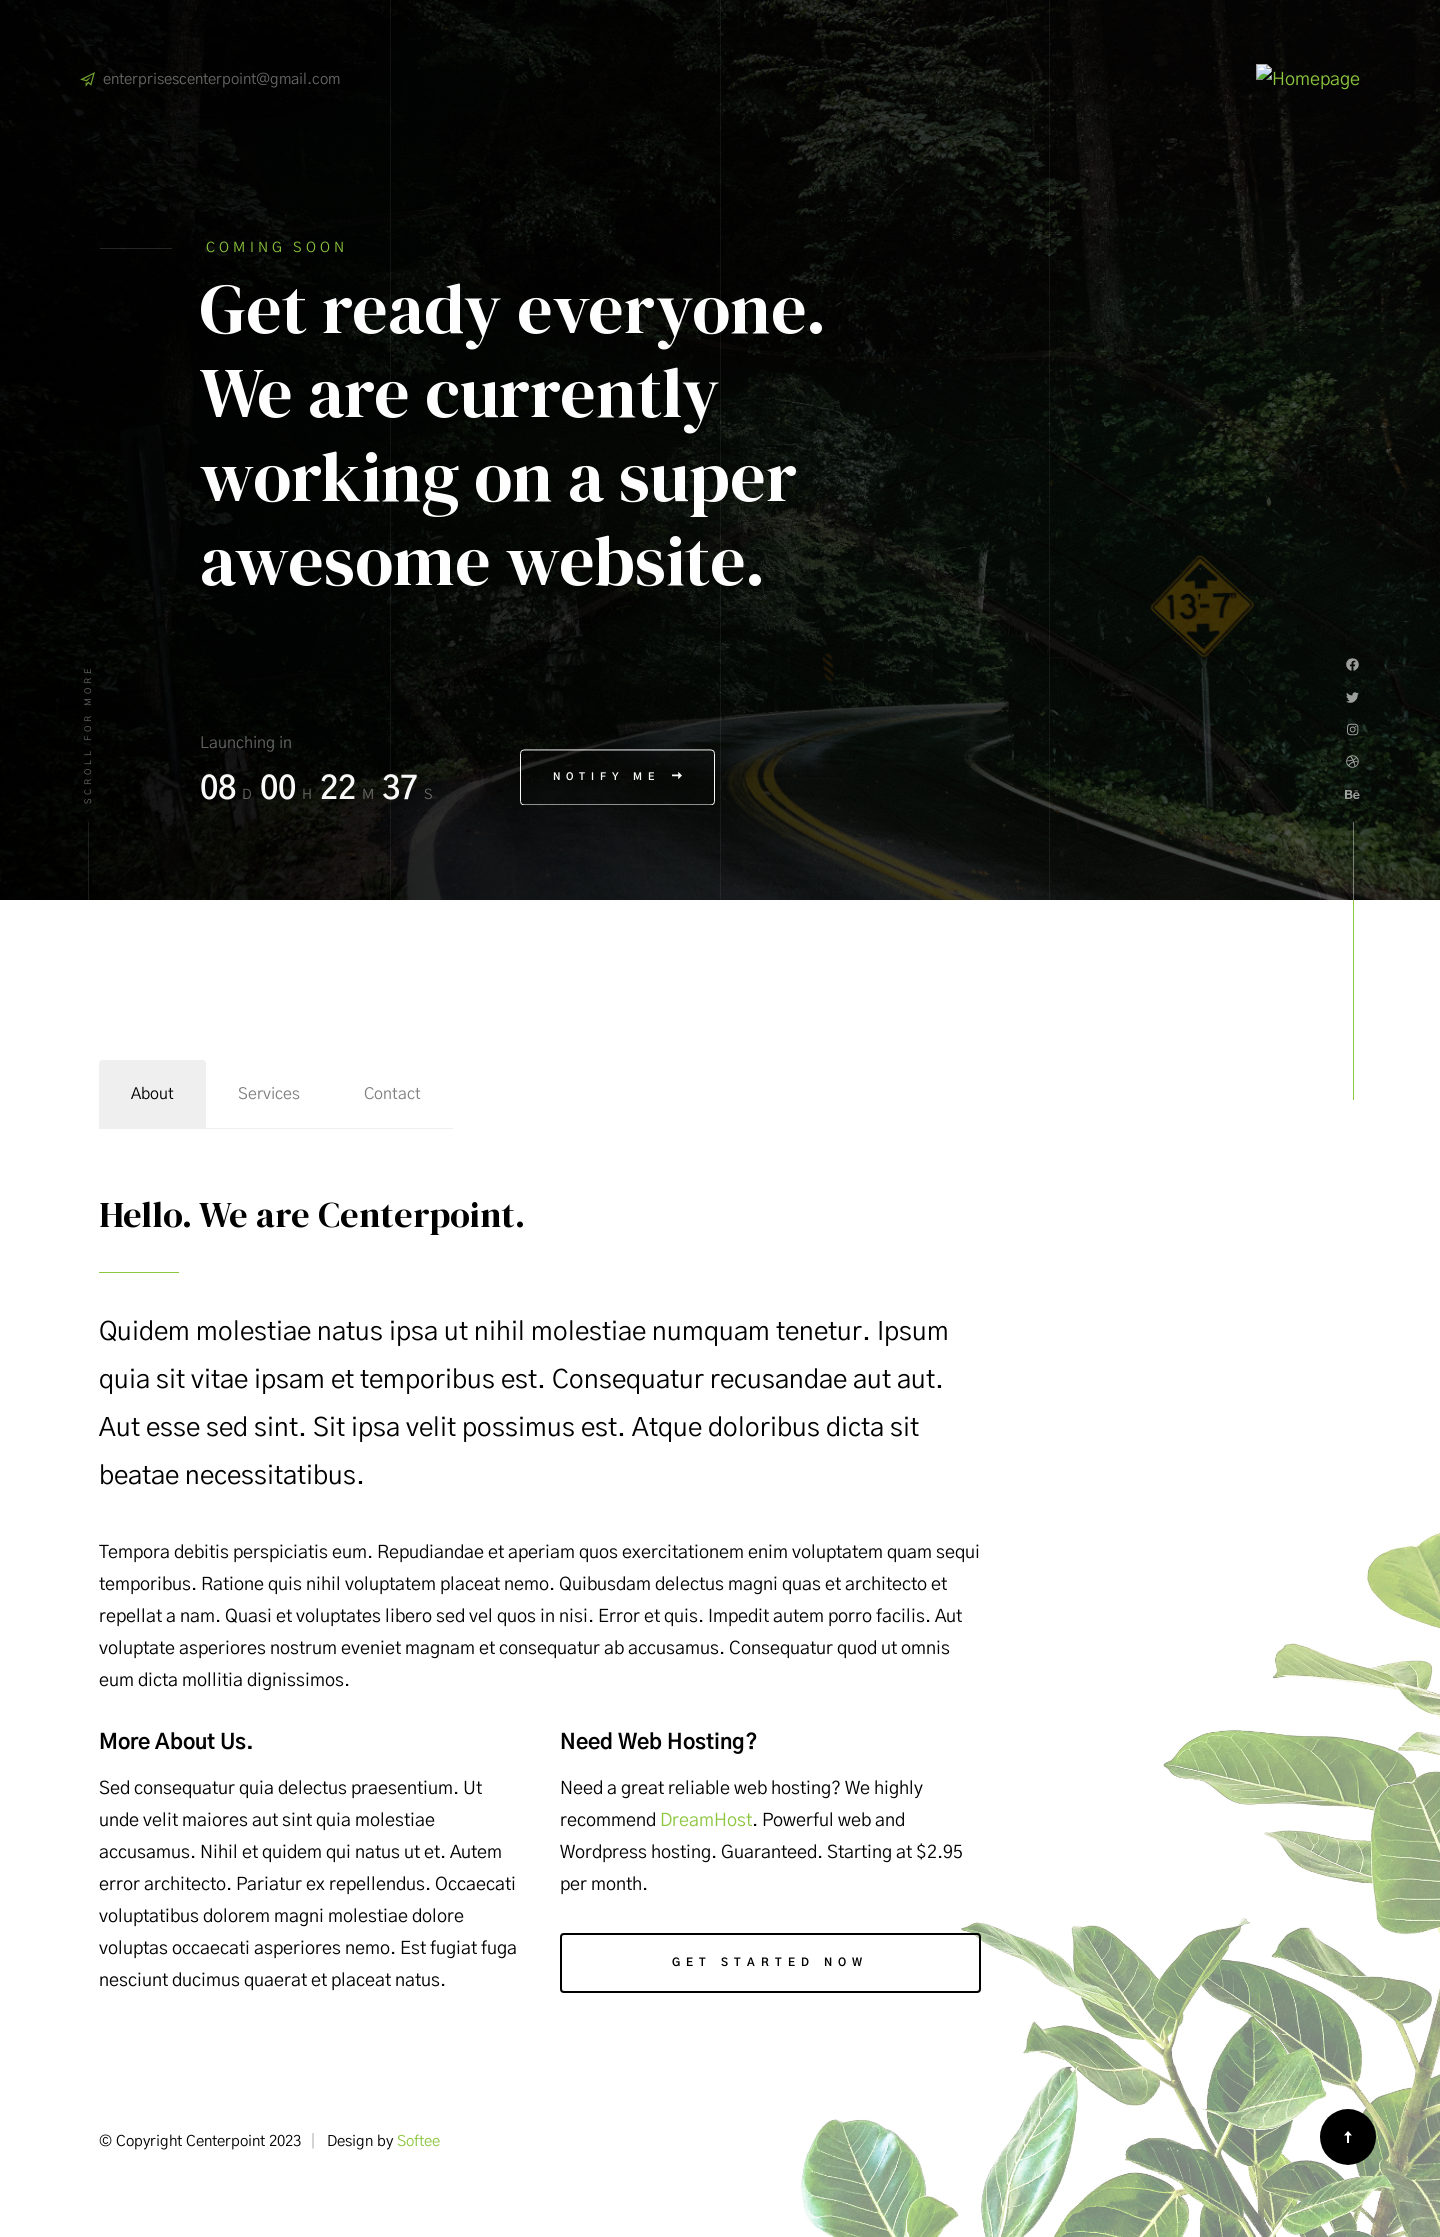 enterprisescenterpoint@gmail.com
Homepage
COMING SOON
Get ready everyone.
We are currently
working on a super
awesome website.
13'-7"
SCROLL FOR MORE
Launching in
08 D 00 H 22 M 37 S
NOTIFY ME
Bē
About
Services
Contact
Hello. We are Centerpoint.
Quidem molestiae natus ipsa ut nihil molestiae numquam tenetur. Ipsum
quia sit vitae ipsam et temporibus est. Consequatur recusandae aut aut.
Aut esse sed sint. Sit ipsa velit possimus est. Atque doloribus dicta sit
beatae necessitatibus.
Tempora debitis perspiciatis eum. Repudiandae et aperiam quos exercitationem enim voluptatem quam sequi
temporibus. Ratione quis nihil voluptatem placeat nemo. Quibusdam delectus magni quas et architecto et
repellat a nam. Quasi et voluptates libero sed vel quos in nisi. Error et quis. Impedit autem porro facilis. Aut
voluptate asperiores nostrum eveniet magnam et consequatur ab accusamus. Consequatur quod ut omnis
eum dicta mollitia dignissimos.
More About Us.
Sed consequatur quia delectus praesentium. Ut
unde velit maiores aut sint quia molestiae
accusamus. Nihil et quidem qui natus ut et. Autem
error architecto. Pariatur ex repellendus. Occaecati
voluptatibus dolorem magni molestiae dolore
voluptas occaecati asperiores nemo. Est fugiat fuga
nesciunt ducimus quaerat et placeat natus.
Need Web Hosting?
Need a great reliable web hosting? We highly
recommend DreamHost. Powerful web and
Wordpress hosting. Guaranteed. Starting at $2.95
per month.
GET STARTED NOW
© Copyright Centerpoint 2023 | Design by Softee